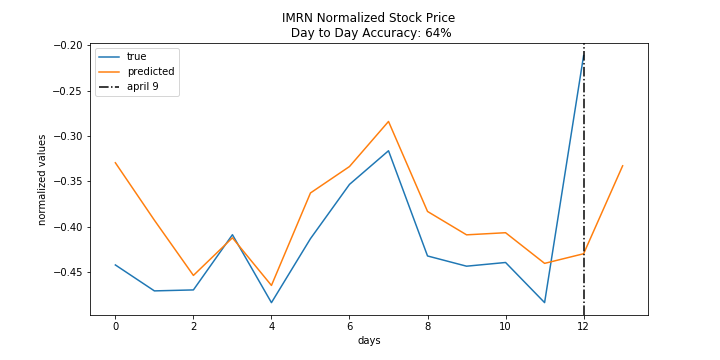 IMRN Normalized Stock Price
Day to Day Accuracy: 64%
true
predicted
april 9
normalized values
−0.20
−0.25
−0.30
−0.35
−0.40
−0.45
0 2 4 6 8 10 12
days